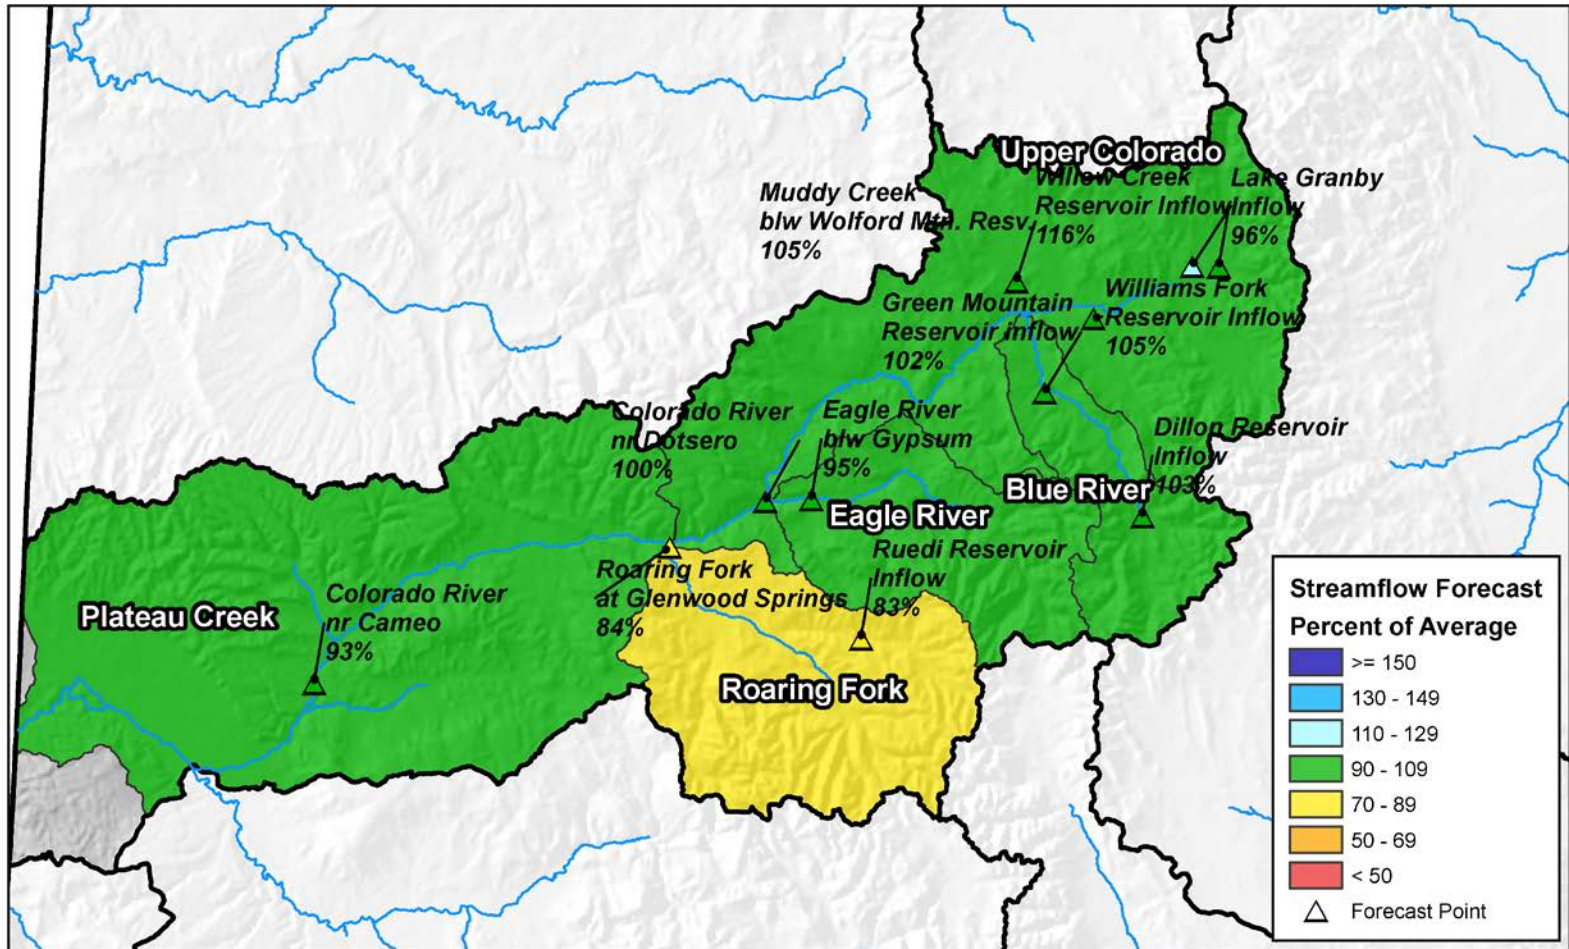 Upper Colorado
Muddy Creek
blw Wolford Mtn. Resv.
105%
Willow Creek
Reservoir Inflow
116%
Lake Granby
Inflow
96%
Green Mountain
Reservoir inflow
102%
Williams Fork
Reservoir Inflow
105%
Colorado River
nr Dotsero
100%
Eagle River
blw Gypsum
95%
Dillon Reservoir
Inflow
103%
Blue River
Eagle River
Ruedi Reservoir
Inflow
83%
Roaring Fork
at Glenwood Springs
84%
Colorado River
nr Cameo
93%
Plateau Creek
Roaring Fork
Streamflow Forecast
Percent of Average
>= 150
130 - 149
110 - 129
90 - 109
70 - 89
50 - 69
< 50
Forecast Point